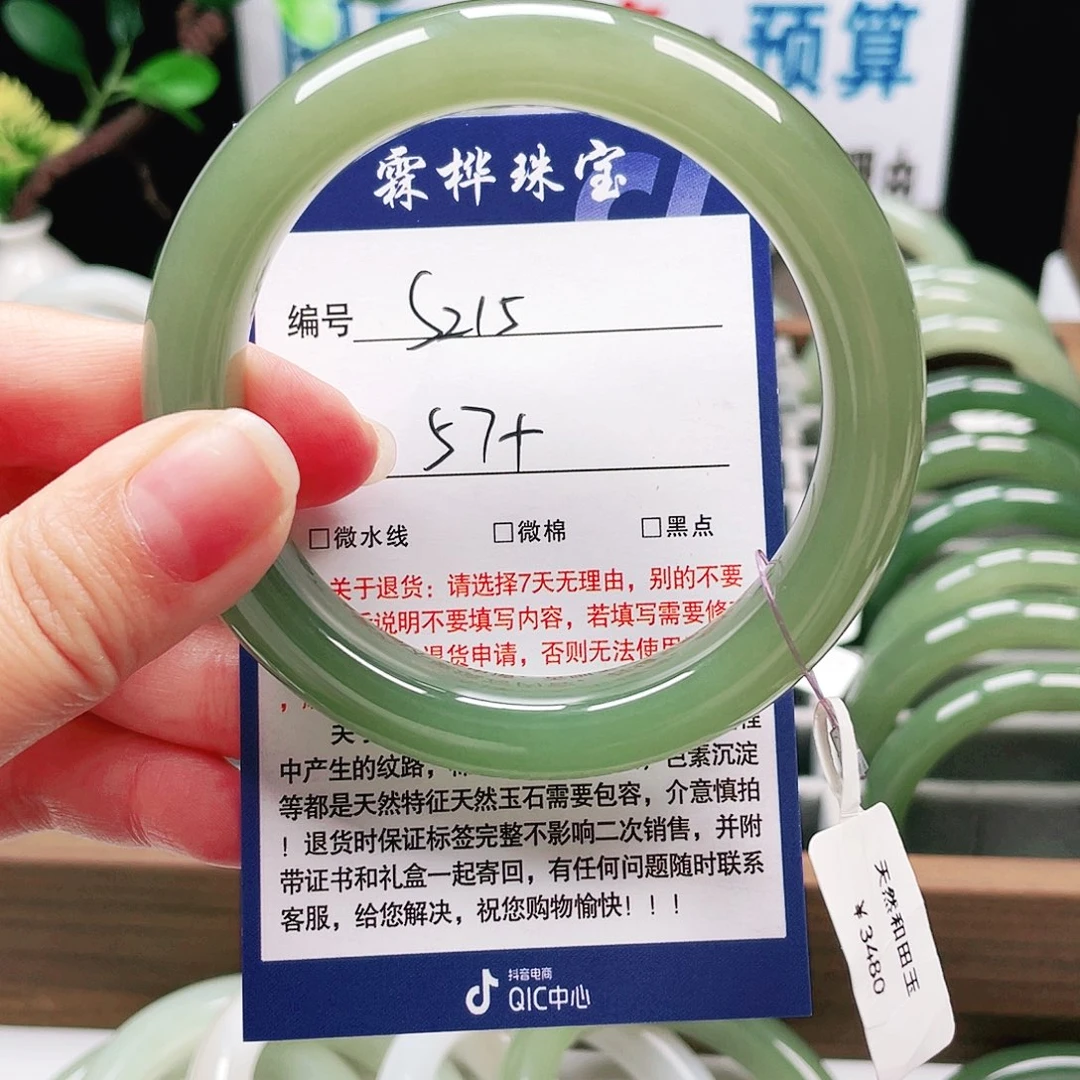 预算
霖桦珠宝
编号 S215
57+
□微水线 □微棉 □黑点
关于退货：请选择7天无理由，别的不要
说明不要填写内容，若填写需要修
退货申请，否则无法使用
中产生的纹路，
色素沉淀
等都是天然特征天然玉石需要包容，介意慎拍
！退货时保证标签完整不影响二次销售，并附
带证书和礼盒一起寄回，有任何问题随时联系
客服，给您解决，祝您购物愉快！！！
抖音电商
QIC中心
天然和田玉
¥3480